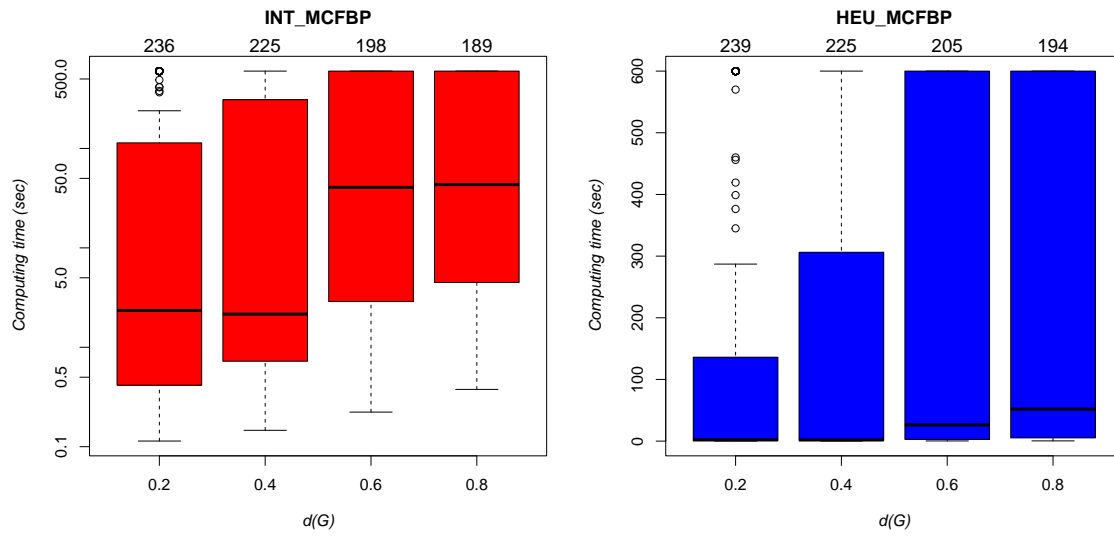 INT_MCFBP
236 225 198 189
Computing time (sec)
500.0
50.0
5.0
0.5
0.1
0.2 0.4 0.6 0.8
d(G)
HEU_MCFBP
239 225 205 194
Computing time (sec)
600
500
400
300
200
100
0
0.2 0.4 0.6 0.8
d(G)